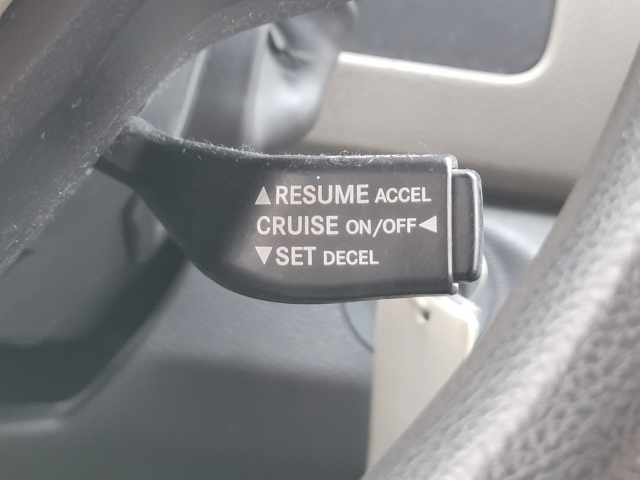 ▲RESUME ACCEL
CRUISE ON/OFF◄
▼SET DECEL